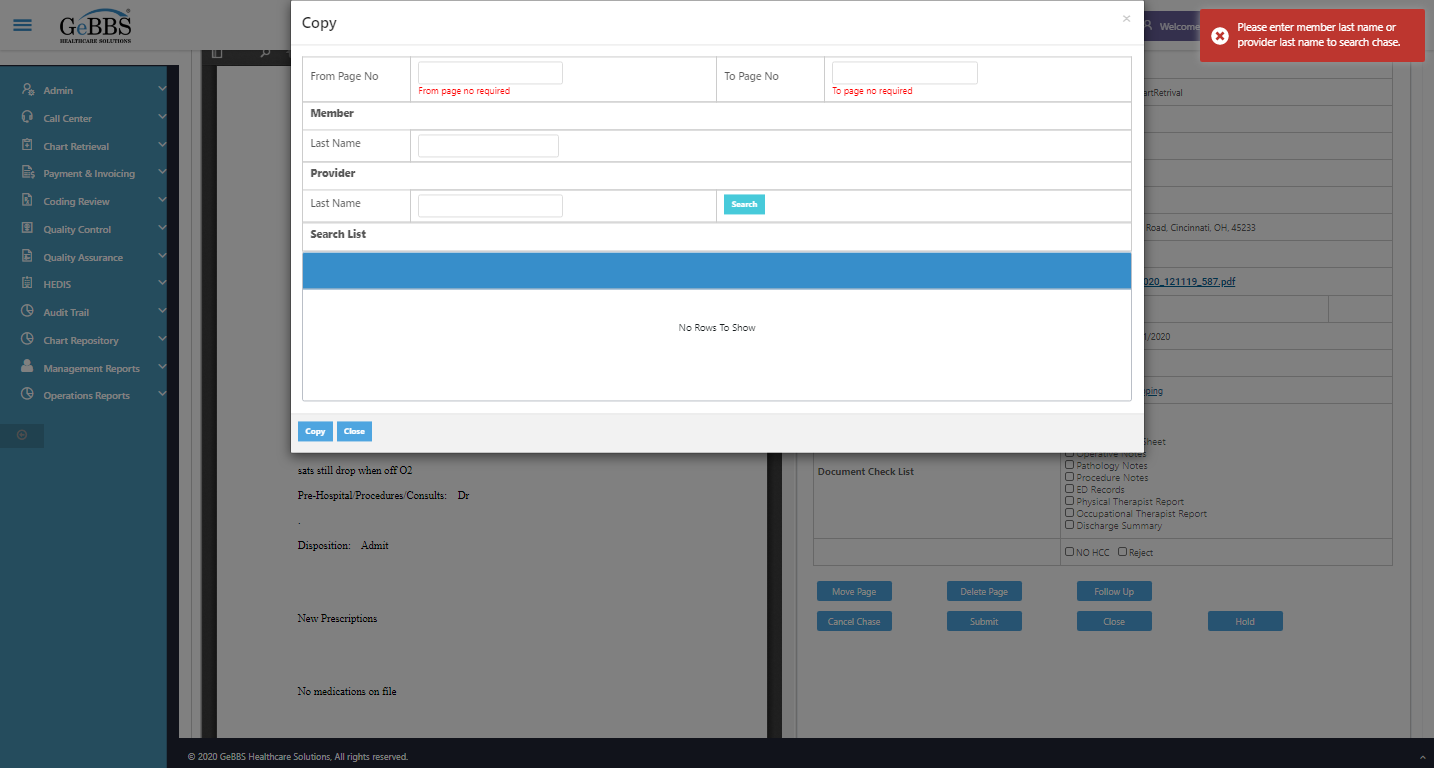 GeBBS
HEALTHCARE SOLUTIONS
Copy
×
Welcome
Please enter member last name or
provider last name to search chase.
Admin
Call Center
Chart Retrieval
Payment & Invoicing
Coding Review
Quality Control
Quality Assurance
HEDIS
Audit Trail
Chart Repository
Management Reports
Operations Reports
From Page No
From page no required
To Page No
To page no required
Member
Last Name
Provider
Last Name
Search
Search List
No Rows To Show
Copy Close
artRetrival
Road, Cincinnati, OH, 45233
020_121119_587.pdf
1/2020
ping
sats still drop when off O2
Pre-Hospital/Procedures/Consults: Dr
.
Disposition: Admit
New Prescriptions
No medications on file
Document Check List
Sheet
Operative Notes
Pathology Notes
Procedure Notes
ED Records
Physical Therapist Report
Occupational Therapist Report
Discharge Summary
NO HCC Reject
Move Page Delete Page Follow Up
Cancel Chase Submit Close Hold
© 2020 GeBBS Healthcare Solutions, All rights reserved.